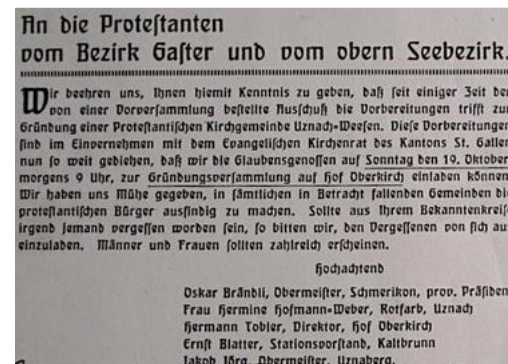 An die Protestanten
vom Bezirk Gaster und vom obern Seebezirk.
Wir beehren uns, Ihnen hiemit Kenntnis zu geben, daß seit einiger Zeit der
von einer Vorversammlung bestellte Ausschuß die Vorbereitungen trifft zur
Gründung einer Protestantischen Kirchgemeinde Uznach-Weesen. Diese Vorbereitungen
sind im Einvernehmen mit dem Evangelischen Kirchenrat des Kantons St. Gallen
nun so weit gediehen, daß wir die Glaubensgenossen auf Sonntag den 19. Oktober
morgens 9 Uhr, zur Gründungsversammlung auf Hof Oberkirch einladen können.
Wir haben uns Mühe gegeben, in sämtlichen in Betracht fallenden Gemeinden die
protestantischen Bürger ausfindig zu machen. Sollte aus Ihrem Bekanntenkreise
irgend jemand vergessen worden sein, so bitten wir, den Vergessenen von sich aus
einzuladen. Männer und Frauen sollten zahlreich erscheinen.
Hochachtend
Oskar Brändli, Obermeister, Schmerikon, prov. Präsident
Frau Hermine Hofmann-Weber, Rotfarb, Uznach
Hermann Tobler, Direktor, Hof Oberkirch
Ernst Blatter, Stationsvorstand, Kaltbrunn
Jakob Jörg, Obermeister, Uznaberg.